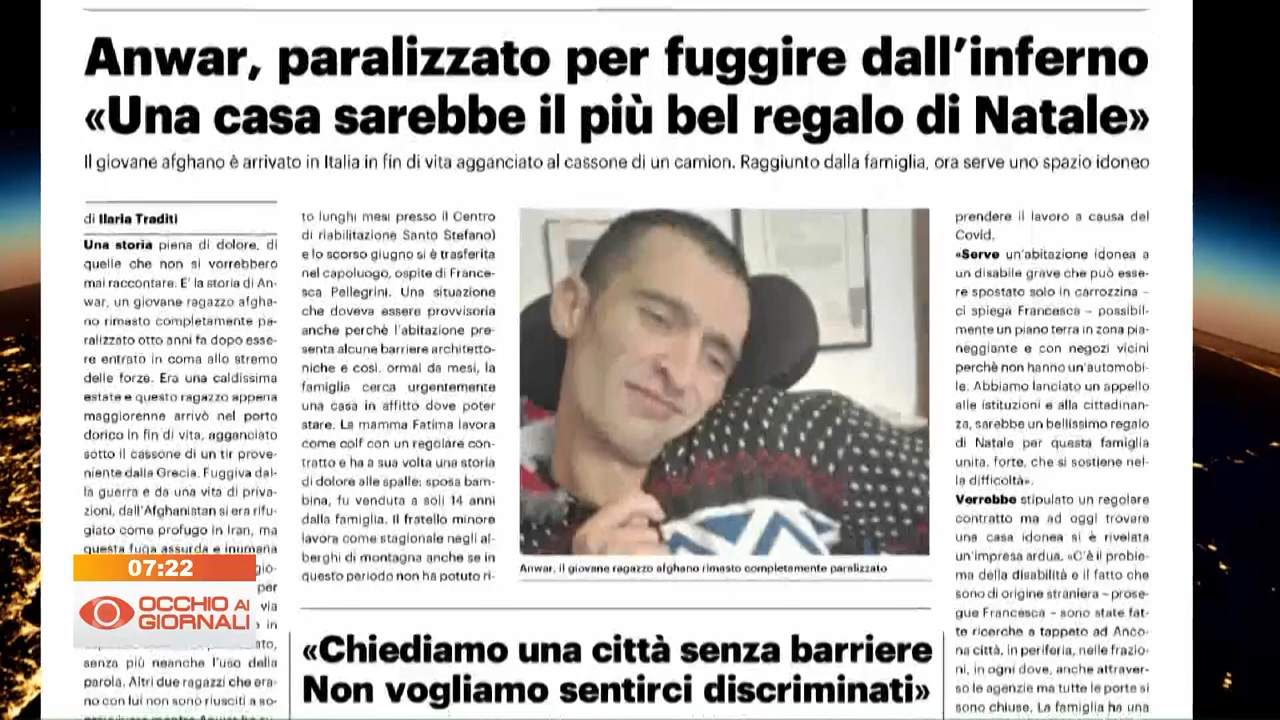 Anwar, paralizzato per fuggire dall'inferno
«Una casa sarebbe il più bel regalo di Natale»
Il giovane afghano è arrivato in Italia in fin di vita agganciato al cassone di un camion. Raggiunto dalla famiglia, ora serve uno spazio idoneo
di Ilaria Traditi
Una storia piena di dolore, di
quelle che non si vorrebbero
mai raccontare. E' la storia di An-
war, un giovane ragazzo afgha-
no rimasto completamente pa-
ralizzato otto anni fa dopo esse-
re entrato in coma allo stremo
delle forze. Era una caldissima
estate e questo ragazzo appena
maggiorenne arrivò nel porto
dorico in fin di vita, agganciato
sotto il cassone di un tir prove-
niente dalla Grecia. Fuggiva dal-
la guerra e da una vita di priva-
zioni, dall'Afghanistan si era rifu-
giato come profugo in Iran, ma
questa fuga assurda e inumana
gio-
per
via
in
ato,
senza più neanche l'uso della
parola. Altri due ragazzi che era-
no con lui non sono riusciti a so-
to lunghi mesi presso il Centro
di riabilitazione Santo Stefano)
e lo scorso giugno si è trasferita
nel capoluogo, ospite di France-
sca Pellegrini. Una situazione
che doveva essere provvisoria
anche perchè l'abitazione pre-
senta alcune barriere architetto-
niche e così, ormai da mesi, la
famiglia cerca urgentemente
una casa in affitto dove poter
stare. La mamma Fatima lavora
come colf con un regolare con-
tratto e ha a sua volta una storia
di dolore alle spalle: sposa bam-
bina, fu venduta a soli 14 anni
dalla famiglia. Il fratello minore
lavora come stagionale negli al-
berghi di montagna anche se in
questo periodo non ha potuto ri-
Anwar, il giovane ragazzo afghano rimasto completamente paralizzato
prendere il lavoro a causa del
Covid.
«Serve un'abitazione idonea a
un disabile grave che può esse-
re spostato solo in carrozzina –
ci spiega Francesca – possibil-
mente un piano terra in zona pia-
neggiante e con negozi vicini
perchè non hanno un'automobi-
le. Abbiamo lanciato un appello
alle istituzioni e alla cittadinan-
za, sarebbe un bellissimo regalo
di Natale per questa famiglia
unita, forte, che si sostiene nel-
la difficoltà».
Verrebbe stipulato un regolare
contratto ma ad oggi trovare
una casa idonea si è rivelata
un'impresa ardua. «C'è il proble-
ma della disabilità e il fatto che
sono di origine straniera – prose-
gue Francesca – sono state fat-
te ricerche a tappeto ad Anco-
na città, in periferia, nelle frazio-
ni, in ogni dove, anche attraver-
so le agenzie ma tutte le porte si
sono chiuse. La famiglia ha una
«Chiediamo una città senza barriere
Non vogliamo sentirci discriminati»
07:22
OCCHIO AI
GIORNALI